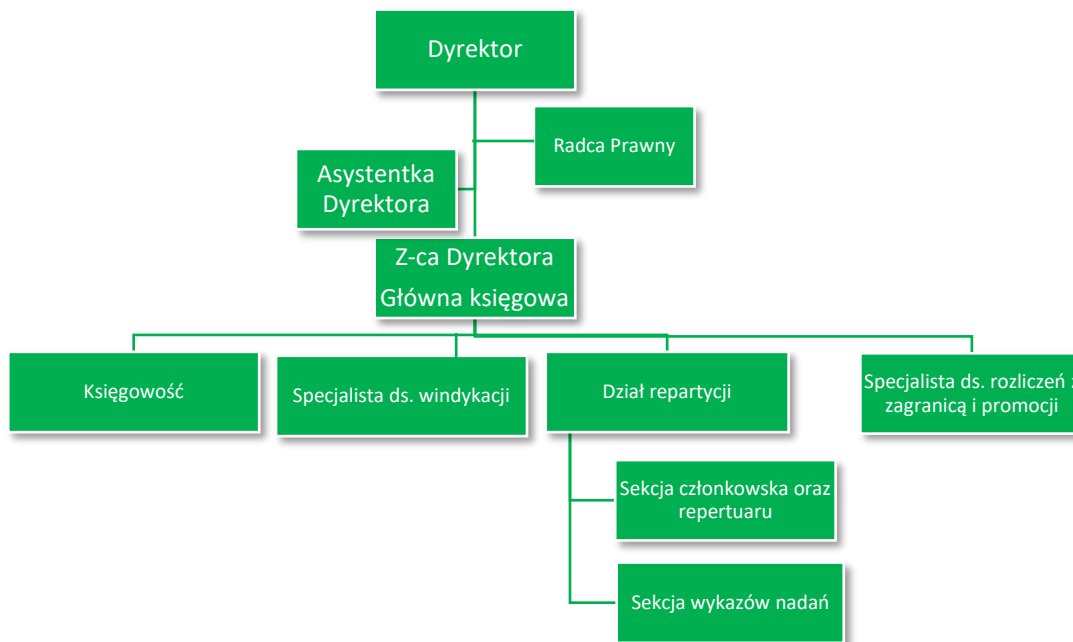 Dyrektor
Radca Prawny
Asystentka
Dyrektora
Z-ca Dyrektora
Główna księgowa
Księgowość
Specjalista ds. windykacji
Dział repartycji
Specjalista ds. rozliczeń z
zagranicą i promocji
Sekcja członkowska oraz
repertuaru
Sekcja wykazów nadań